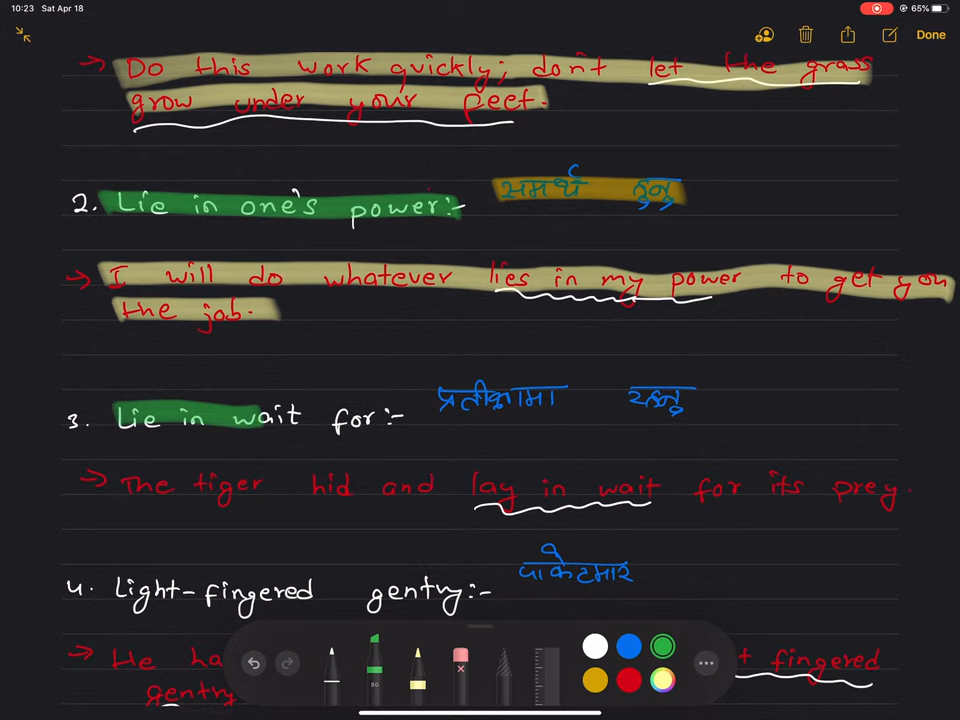 10:23 Sat Apr 18
65%
Done
→ Do this work quickly; don't let the grass
grow under your feet.
2. Lie in one's power:- समर्थ हुनु
→ I will do whatever lies in my power to get you
the job.
3. Lie in wait for:- प्रतीक्षामा रहनु
→ The tiger hid and lay in wait for its prey.
4. Light-fingered gentry:- पाकेटमार
→ He fingered
gentry
80